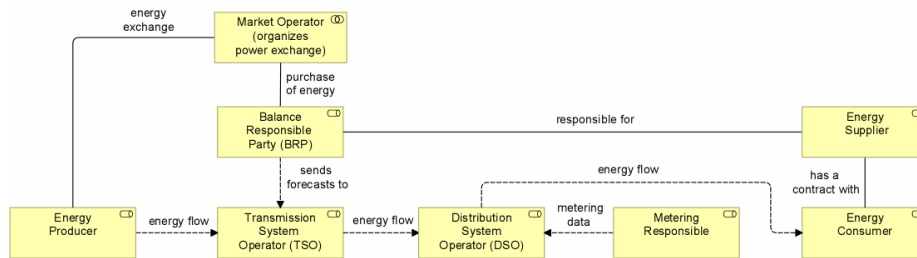 energy
exchange
Market Operator
(organizes
power exchange)
purchase
of energy
Balance
Responsible
Party (BRP)
responsible for
Energy
Supplier
sends
forecasts to
energy flow
has a
contract with
Energy
Producer
energy flow
Transmission
System
Operator (TSO)
energy flow
Distribution
System
Operator (DSO)
metering
data
Metering
Responsible
Energy
Consumer